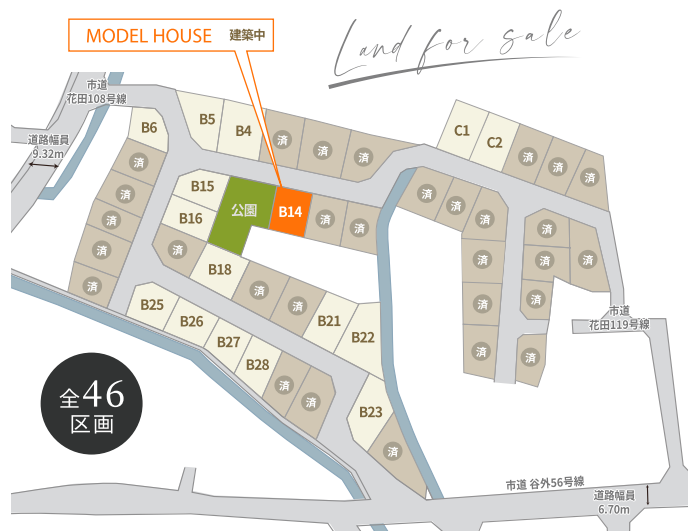 MODEL HOUSE 建築中
Land for sale
市道
花田108号線
道路幅員
9.32m
B6
B5
B4
済
済
済
C1
C2
済
済
済
済
済
済
済
済
B15
B16
公園
B14
済
済
済
済
済
済
済
済
済
済
B18
済
済
B21
B22
済
済
済
済
済
市道
花田119号線
B25
B26
B27
B28
済
済
B23
済
全46
区画
市道 谷外56号線
道路幅員
6.70m